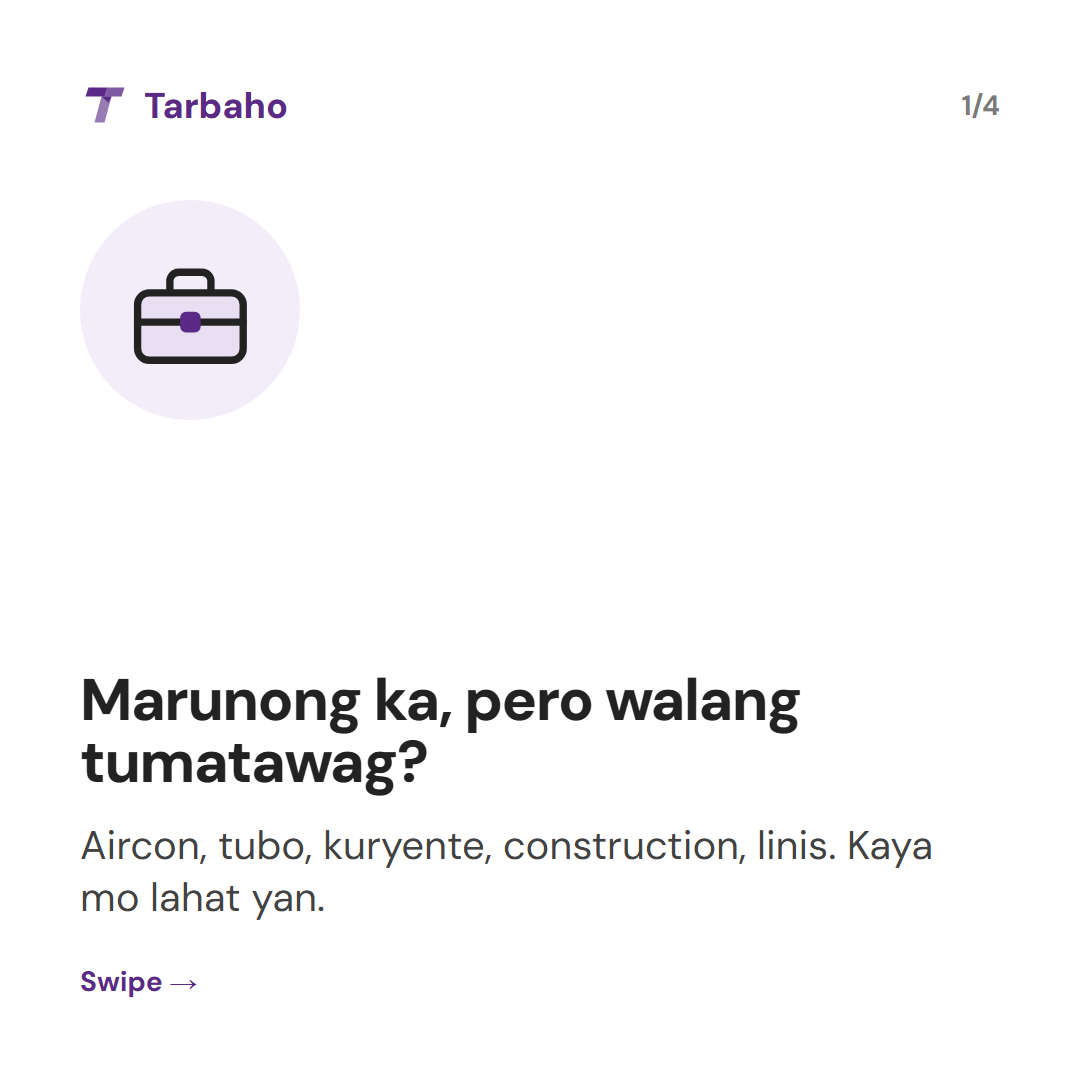 Tarbaho
1/4
Marunong ka, pero walang
tumatawag?
Aircon, tubo, kuryente, construction, linis. Kaya
mo lahat yan.
Swipe →